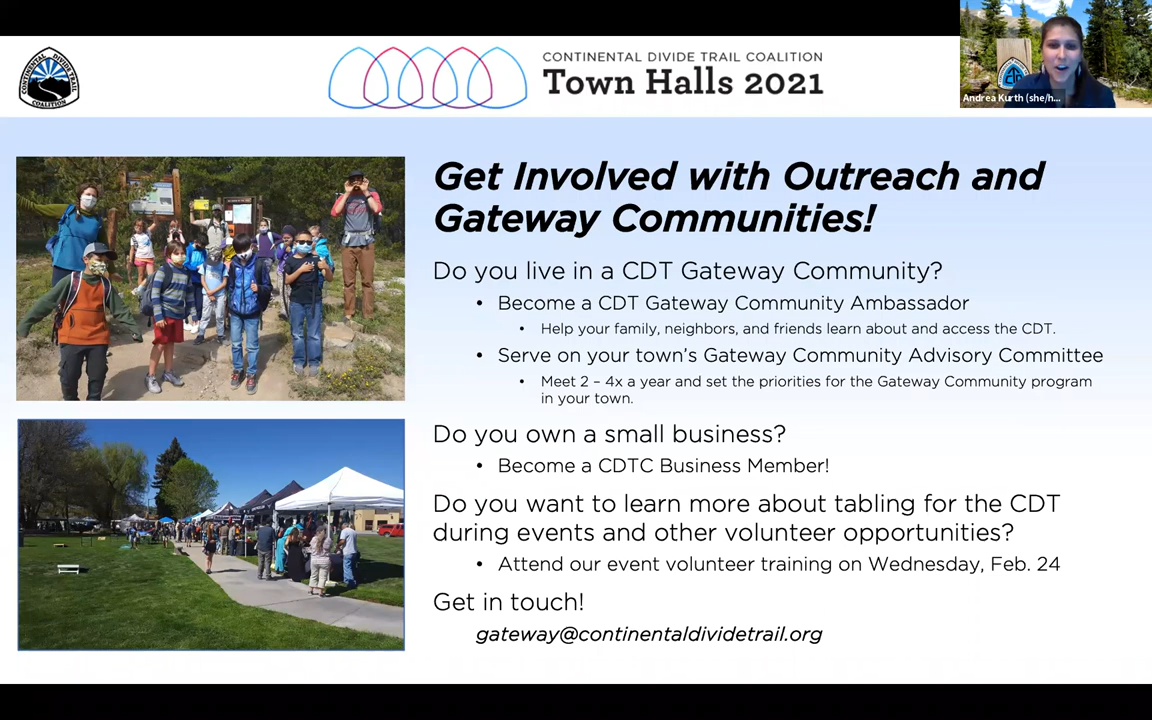 CONTINENTAL DIVIDE TRAIL
COALITION
CONTINENTAL DIVIDE TRAIL COALITION
Town Halls 2021
Andrea Kurth (she/h...
Get Involved with Outreach and
Gateway Communities!
Do you live in a CDT Gateway Community?
• Become a CDT Gateway Community Ambassador
• Help your family, neighbors, and friends learn about and access the CDT.
• Serve on your town's Gateway Community Advisory Committee
• Meet 2 – 4x a year and set the priorities for the Gateway Community program
in your town.
Do you own a small business?
• Become a CDTC Business Member!
Do you want to learn more about tabling for the CDT
during events and other volunteer opportunities?
• Attend our event volunteer training on Wednesday, Feb. 24
Get in touch!
gateway@continentaldividetrail.org